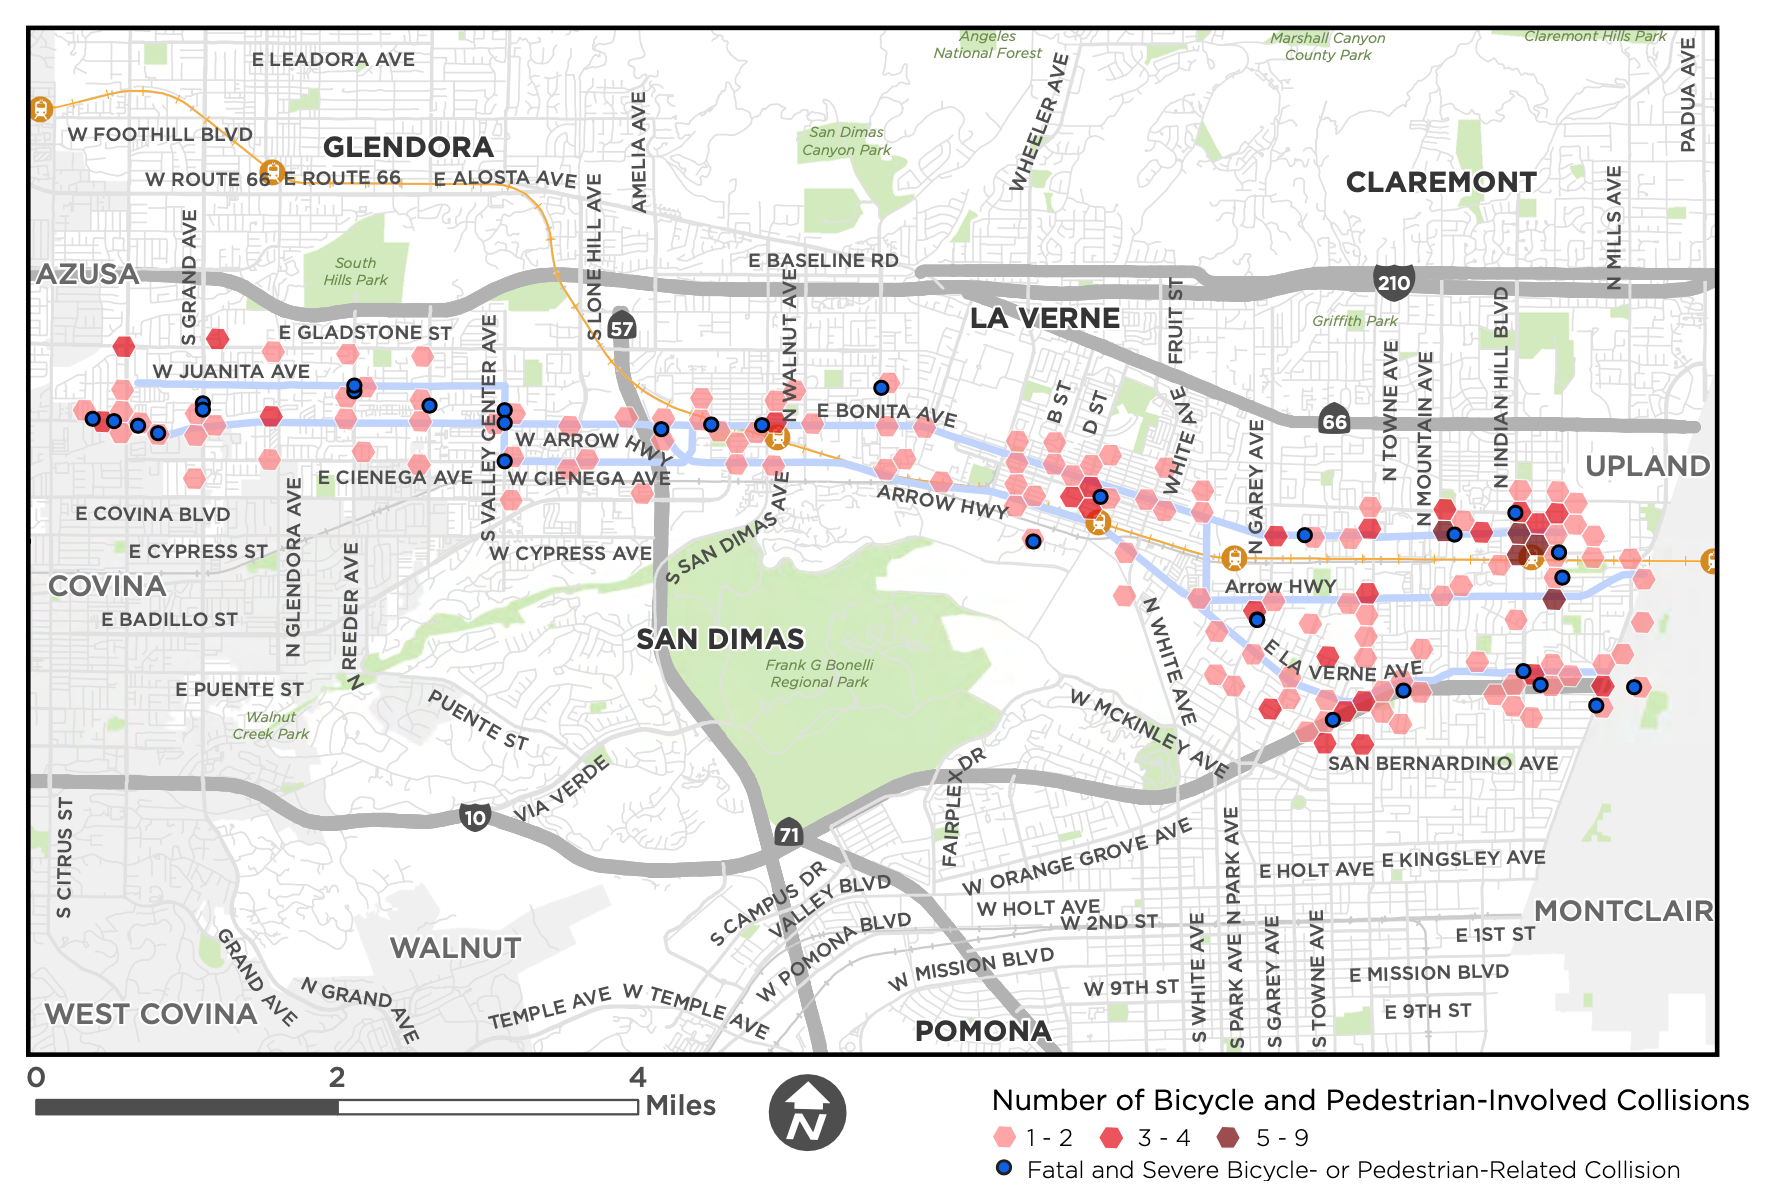 Angeles
National Forest
Marshall Canyon
County Park
Claremont Hills Park
PADUA AVE
E LEADORA AVE
WHEELER AVE
AMELIA AVE
W FOOTHILL BLVD
GLENDORA
San Dimas
Canyon Park
W ROUTE 66
E ROUTE 66
E ALOSTA AVE
CLAREMONT
N MILLS AVE
S GRAND AVE
S LONE HILL AVE
AZUSA
South
Hills Park
E BASELINE RD
N WALNUT AVE
210
FRUIT ST
N INDIAN HILL BLVD
E GLADSTONE ST
57
LA VERNE
Griffith Park
W JUANITA AVE
S VALLEY CENTER AVE
N TOWNE AVE
N MOUNTAIN AVE
B ST
D ST
WHITE AVE
E BONITA AVE
66
N GAREY AVE
W ARROW HWY
UPLAND
E CIENEGA AVE
W CIENEGA AVE
ARROW HWY
S SAN DIMAS AVE
E COVINA BLVD
N GLENDORA AVE
E CYPRESS ST
W CYPRESS AVE
N REEDER AVE
COVINA
Arrow HWY
E BADILLO ST
SAN DIMAS
N WHITE AVE
E LA VERNE AVE
Frank G Bonelli
Regional Park
E PUENTE ST
PUENTE ST
Walnut
Creek Park
W MCKINLEY AVE
SAN BERNARDINO AVE
VIA VERDE
FAIRPLEX DR
10
71
S CITRUS ST
W ORANGE GROVE AVE
N PARK AVE
E HOLT AVE
E KINGSLEY AVE
S CAMPUS DR
VALLEY BLVD
W HOLT AVE
W 2ND ST
MONTCLAIR
W POMONA BLVD
E 1ST ST
WALNUT
GRAND AVE
W MISSION BLVD
E MISSION BLVD
N GRAND AVE
W 9TH ST
S WHITE AVE
S PARK AVE
S GAREY AVE
S TOWNE AVE
WEST COVINA
TEMPLE AVE
W TEMPLE AVE
E 9TH ST
POMONA
0 2 4
Miles
N
Number of Bicycle and Pedestrian-Involved Collisions
1 - 2 3 - 4 5 - 9
Fatal and Severe Bicycle- or Pedestrian-Related Collision